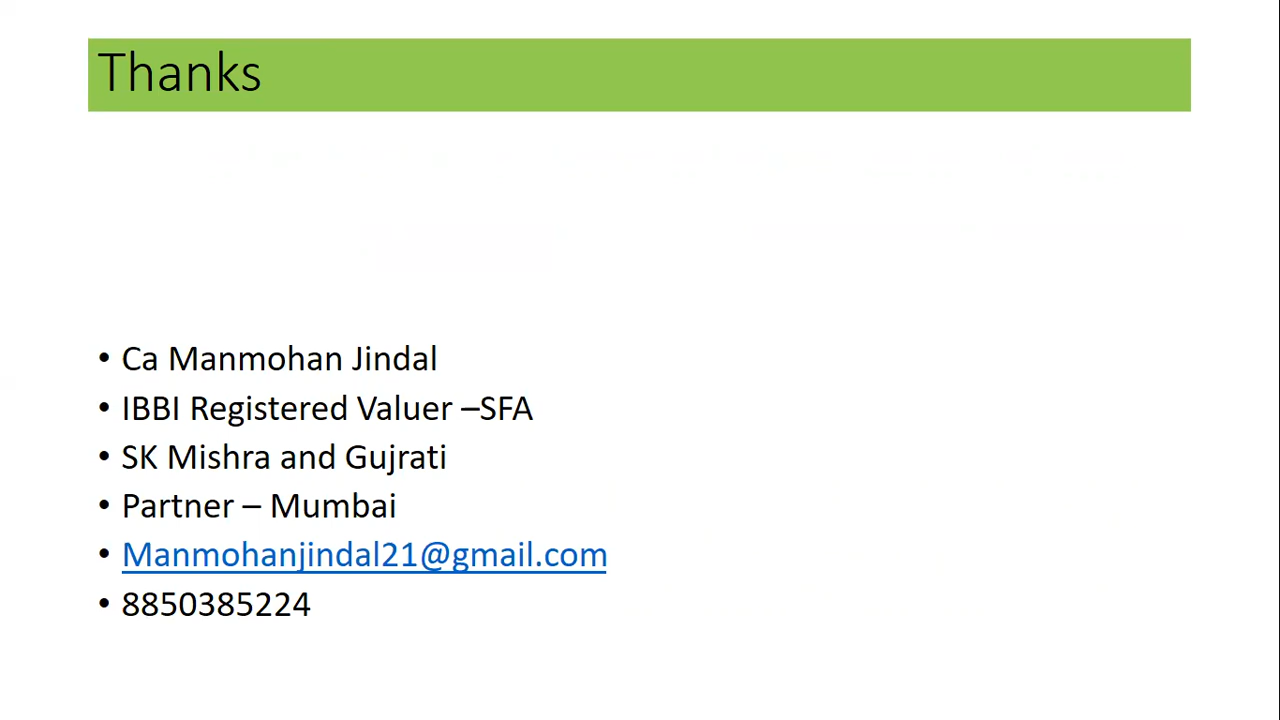 Thanks
• Ca Manmohan Jindal
• IBBI Registered Valuer –SFA
• SK Mishra and Gujrati
• Partner – Mumbai
• Manmohanjindal21@gmail.com
• 8850385224